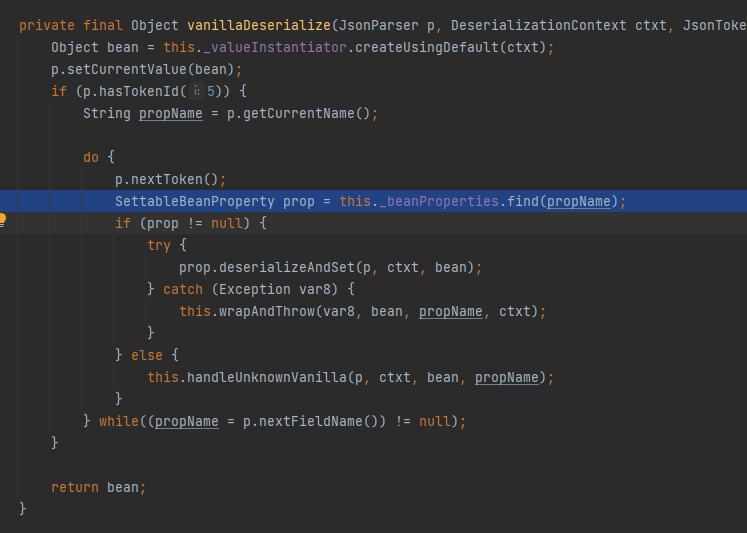 private final Object vanillaDeserialize(JsonParser p, DeserializationContext ctxt, JsonToke
Object bean = this._valueInstantiator.createUsingDefault(ctxt);
p.setCurrentValue(bean);
if (p.hasTokenId( i: 5)) {
String propName = p.getCurrentName();
do {
p.nextToken();
SettableBeanProperty prop = this._beanProperties.find(propName);
if (prop != null) {
try {
prop.deserializeAndSet(p, ctxt, bean);
} catch (Exception var8) {
this.wrapAndThrow(var8, bean, propName, ctxt);
}
} else {
this.handleUnknownVanilla(p, ctxt, bean, propName);
}
} while((propName = p.nextFieldName()) != null);
}
return bean;
}